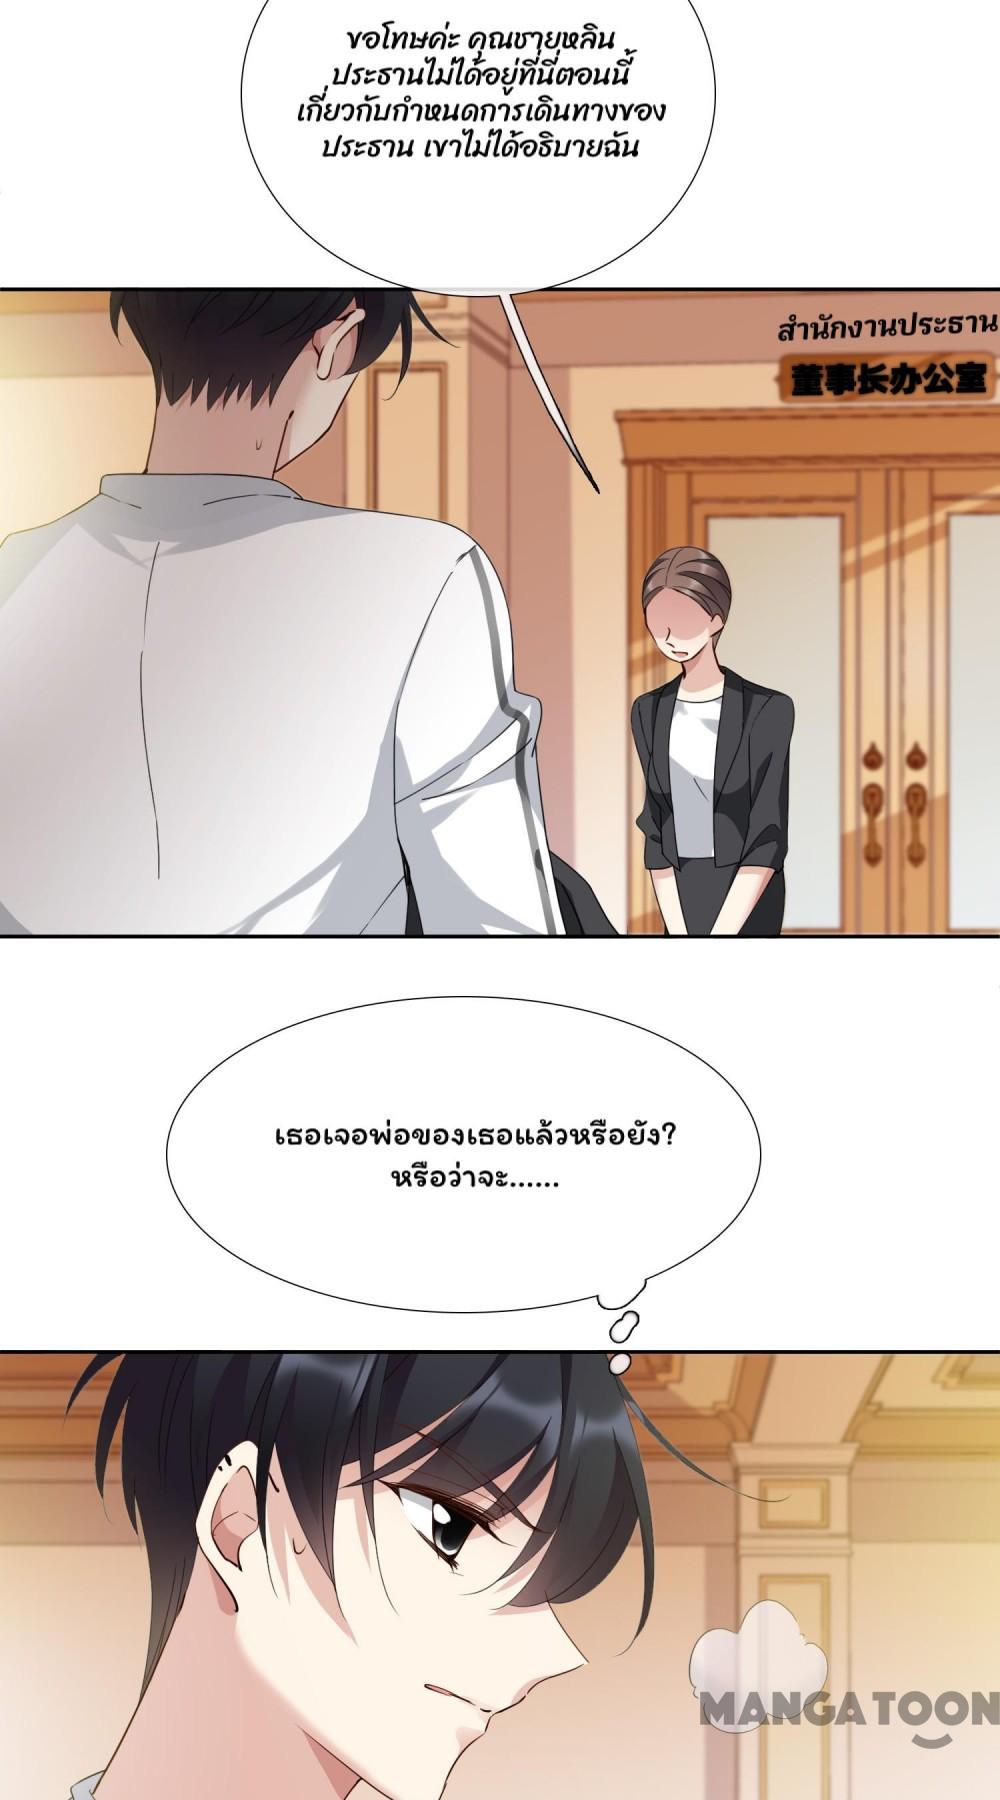 ขอโทษค่ะ คุณชายหลิน
ประธานไม่ได้อยู่ที่นี่ตอนนี้
เกี่ยวกับกำหนดการเดินทางของ
ประธาน เขาไม่ได้อธิบายฉัน
สำนักงานประธาน
董事长办公室
เธอเจอพ่อของเธอแล้วหรือยัง?
หรือว่าจะ......
MANGATOON